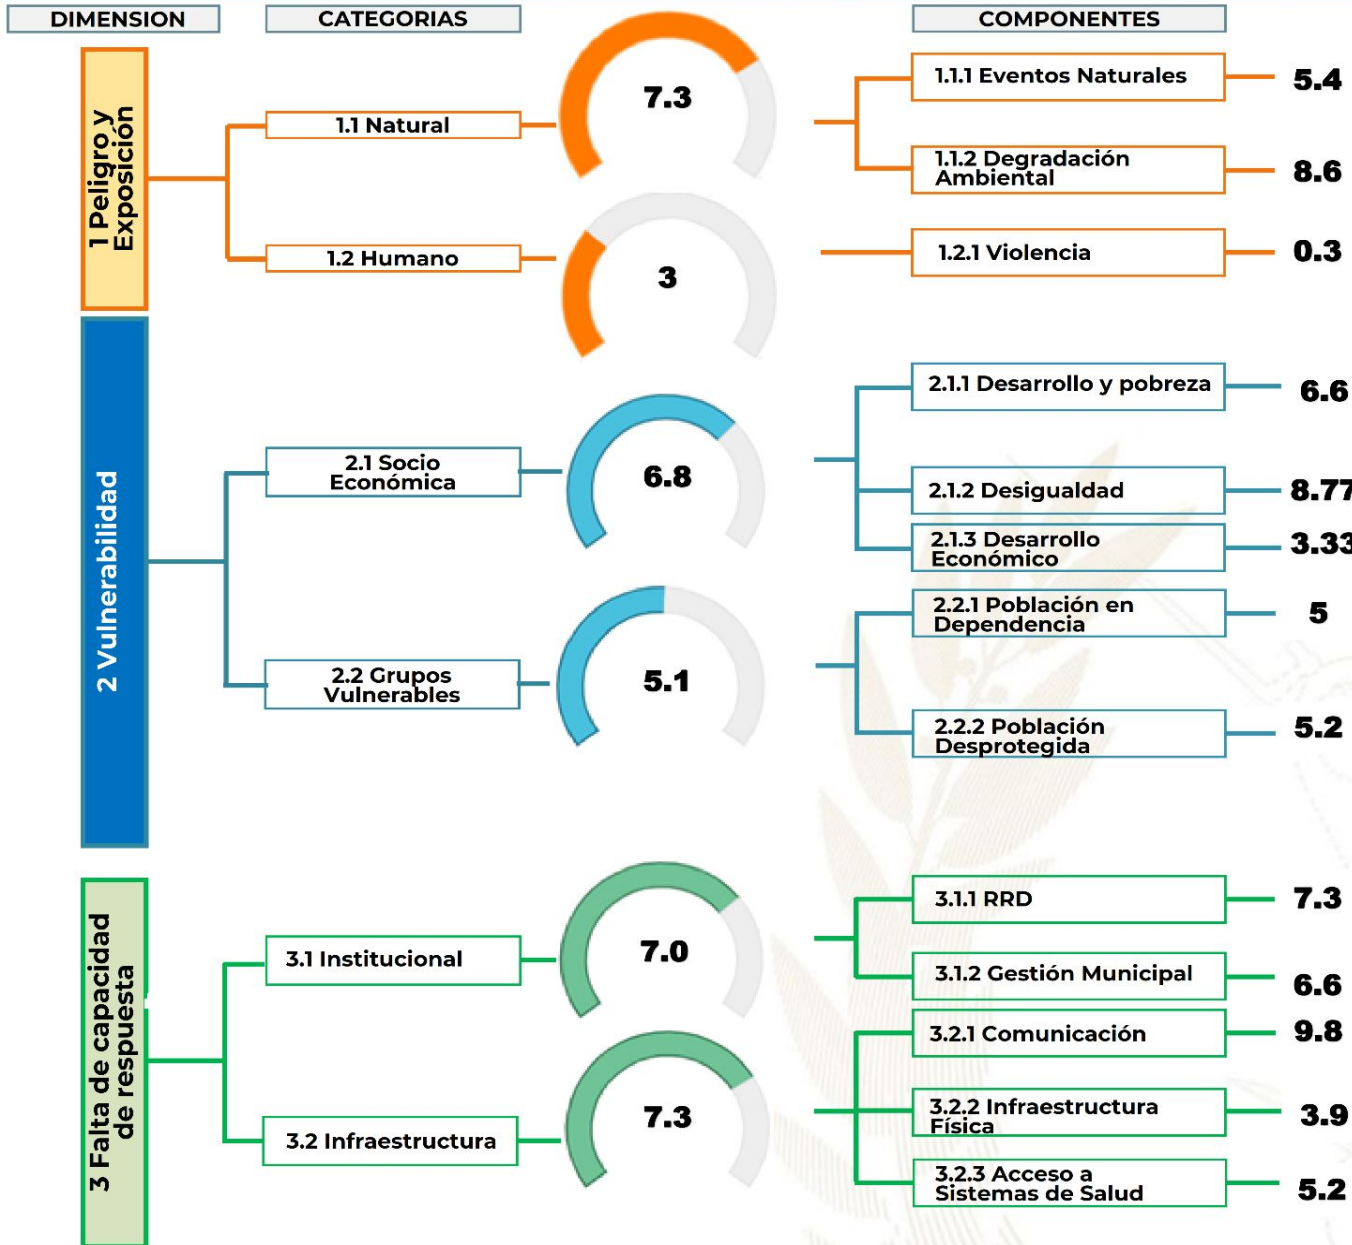 DIMENSION
CATEGORIAS
COMPONENTES
1 Peligro y
Exposición
1.1 Natural
7.3
1.1.1 Eventos Naturales
5.4
1.1.2 Degradación
Ambiental
8.6
1.2 Humano
3
1.2.1 Violencia
0.3
2 Vulnerabilidad
2.1 Socio
Económica
6.8
2.1.1 Desarrollo y pobreza
6.6
2.1.2 Desigualdad
8.77
2.1.3 Desarrollo
Económico
3.33
2.2 Grupos
Vulnerables
5.1
2.2.1 Población en
Dependencia
5
2.2.2 Población
Desprotegida
5.2
3 Falta de capacidad
de respuesta
3.1 Institucional
7.0
3.1.1 RRD
7.3
3.1.2 Gestión Municipal
6.6
3.2 Infraestructura
7.3
3.2.1 Comunicación
9.8
3.2.2 Infraestructura
Física
3.9
3.2.3 Acceso a
Sistemas de Salud
5.2